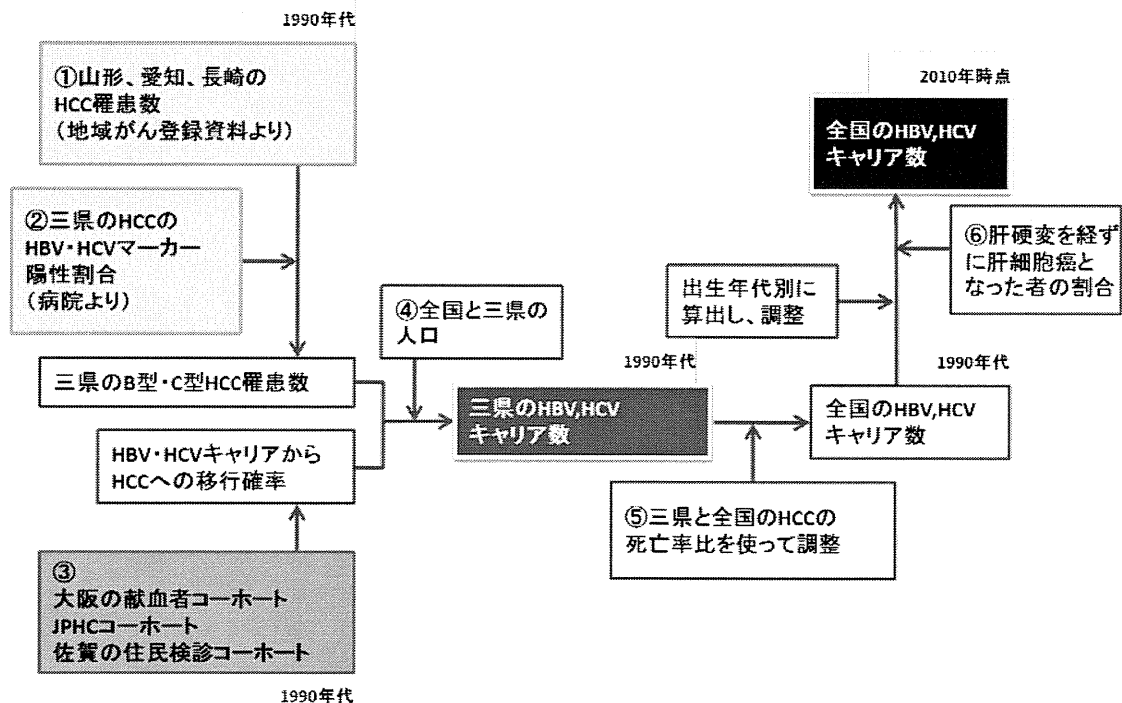 1990年代
①山形、愛知、長崎の
HCC罹患数
（地域がん登録資料より）
②三県のHCCの
HBV・HCVマーカー
陽性割合
（病院より）
三県のB型・C型HCC罹患数
HBV・HCVキャリアから
HCCへの移行確率
③
大阪の献血者コーホート
JPHCコーホート
佐賀の住民検診コーホート
1990年代
④全国と三県の
人口
1990年代
三県のHBV,HCV
キャリア数
⑤三県と全国のHCCの
死亡率比を使って調整
2010年時点
全国のHBV,HCV
キャリア数
⑥肝硬変を経ず
に肝細胞癌と
なった者の割合
出生年代別に
算出し、調整
1990年代
全国のHBV,HCV
キャリア数